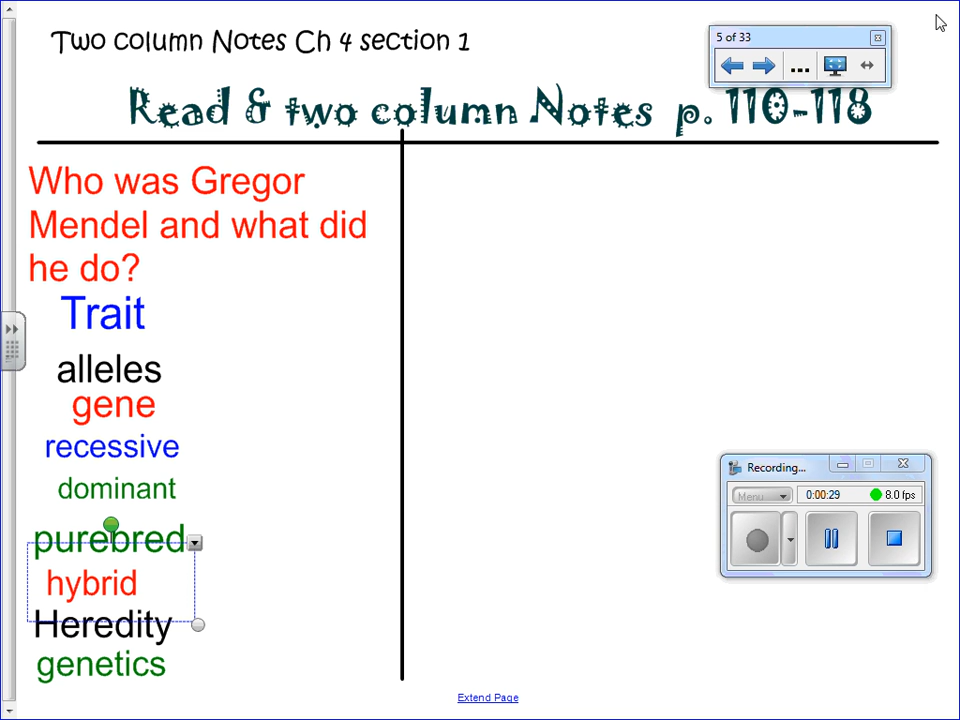 Two column Notes Ch 4 section 1
5 of 33
Read & two column Notes p. 110-118
Who was Gregor
Mendel and what did
he do?
Trait
alleles
gene
recessive
dominant
purebred
hybrid
Heredity
genetics
Recording...
Menu
0:00:29
8.0 fps
Extend Page